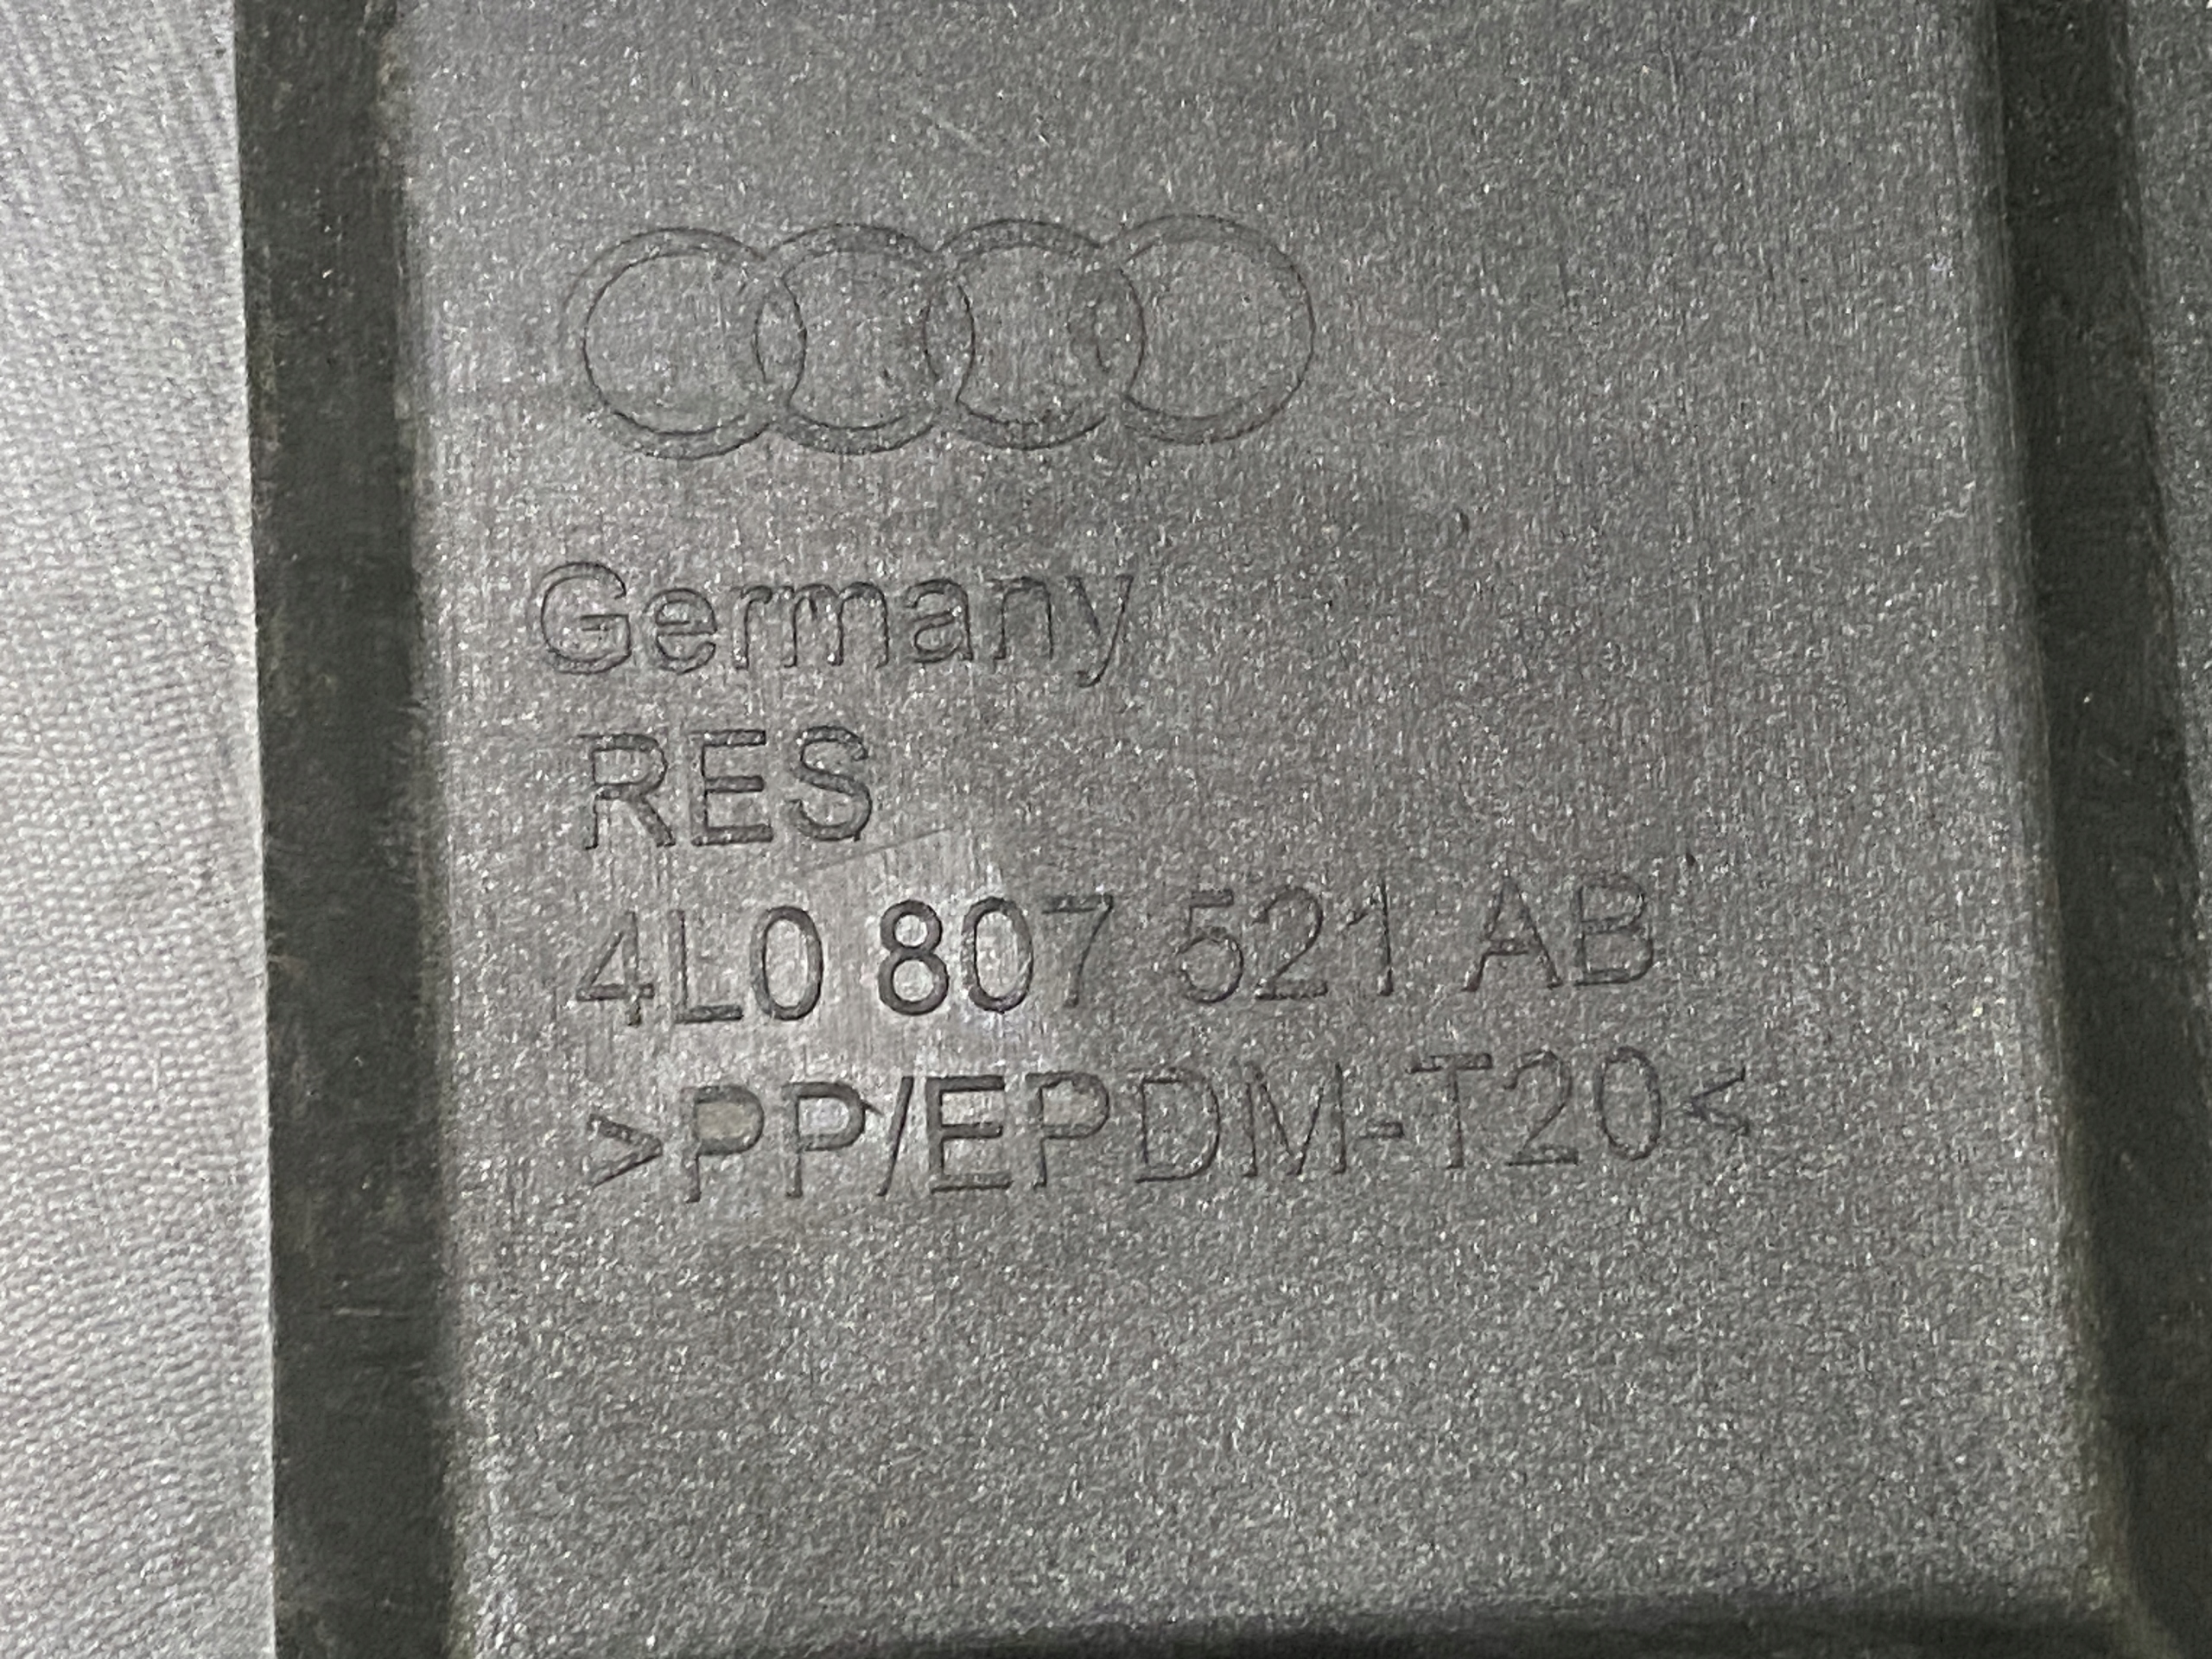 Germany
RES
4L0 807 521 AB
>PP/EPDM-T20<